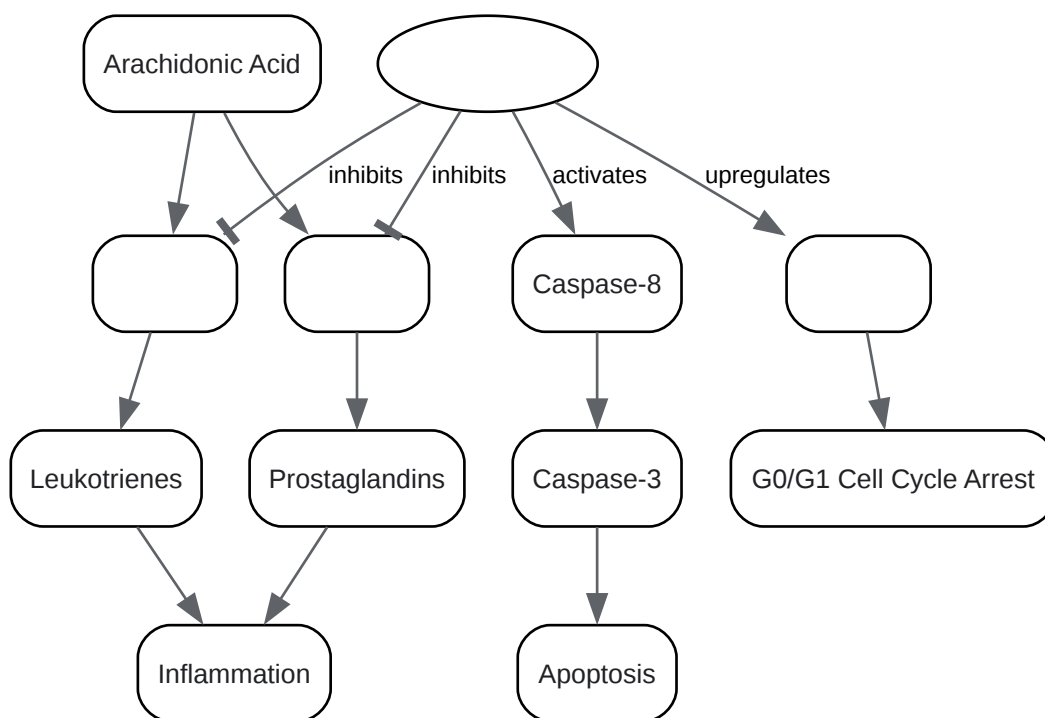 Arachidonic Acid
inhibits
inhibits
activates
upregulates
Caspase-8
Leukotrienes
Prostaglandins
Caspase-3
G0/G1 Cell Cycle Arrest
Inflammation
Apoptosis